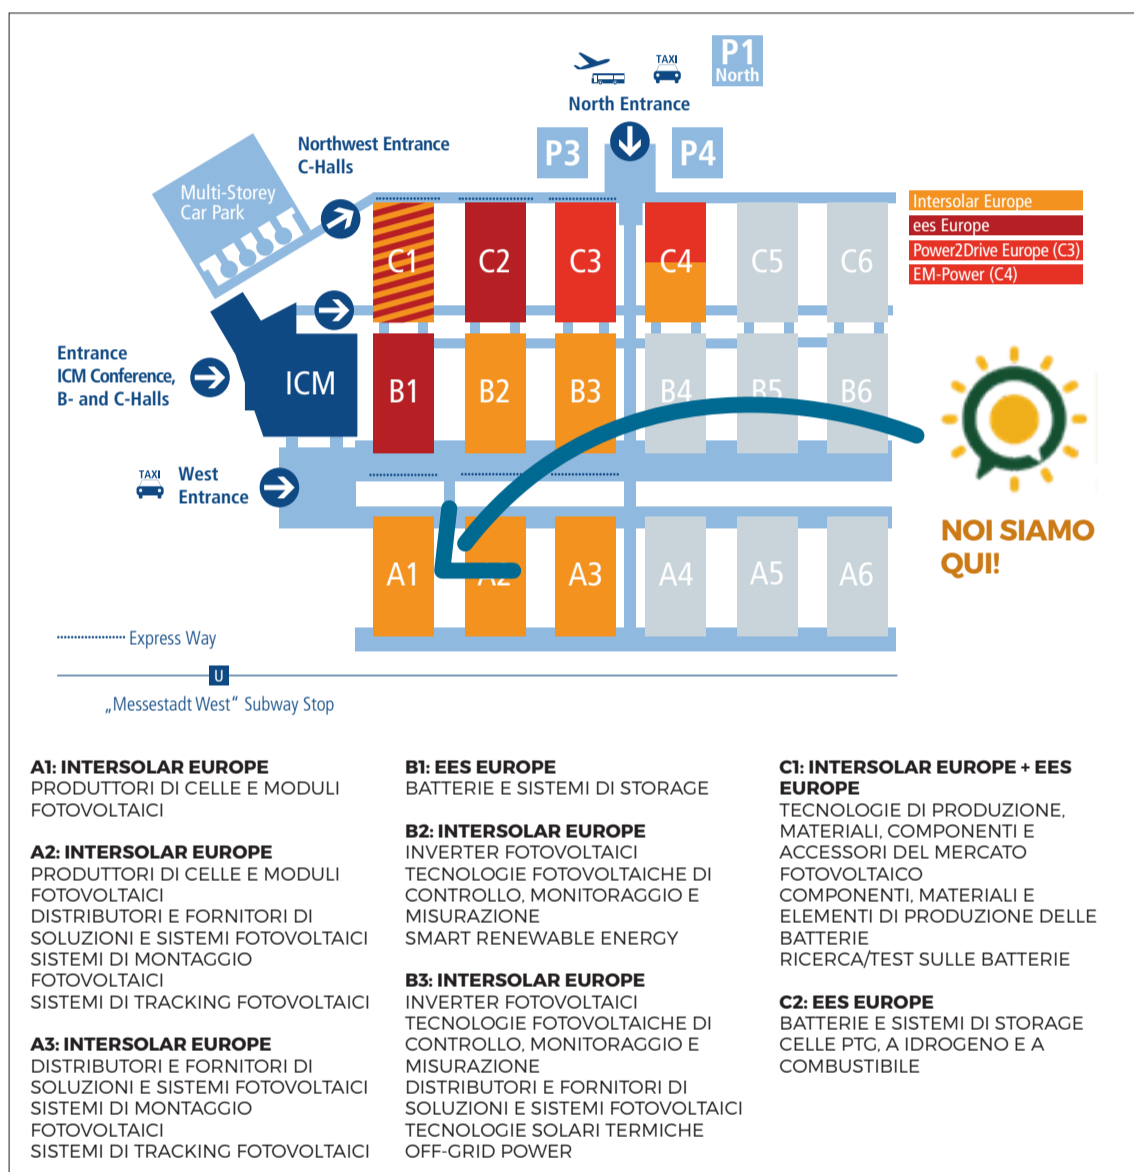 TAXI
P1
North
North Entrance
Northwest Entrance
C-Halls
P3
P4
Multi-Storey
Car Park
Intersolar Europe
ees Europe
Power2Drive Europe (C3)
EM-Power (C4)
C1
C2
C3
C4
C5
C6
Entrance
ICM Conference,
B- and C-Halls
ICM
B1
B2
B3
B4
B5
B6
TAXI
West
Entrance
NOI SIAMO
QUI!
A1
A2
A3
A4
A5
A6
Express Way
U
„Messestadt West“ Subway Stop
A1: INTERSOLAR EUROPE
PRODUTTORI DI CELLE E MODULI
FOTOVOLTAICI
A2: INTERSOLAR EUROPE
PRODUTTORI DI CELLE E MODULI
FOTOVOLTAICI
DISTRIBUTORI E FORNITORI DI
SOLUZIONI E SISTEMI FOTOVOLTAICI
SISTEMI DI MONTAGGIO
FOTOVOLTAICI
SISTEMI DI TRACKING FOTOVOLTAICI
A3: INTERSOLAR EUROPE
DISTRIBUTORI E FORNITORI DI
SOLUZIONI E SISTEMI FOTOVOLTAICI
SISTEMI DI MONTAGGIO
FOTOVOLTAICI
SISTEMI DI TRACKING FOTOVOLTAICI
B1: EES EUROPE
BATTERIE E SISTEMI DI STORAGE
B2: INTERSOLAR EUROPE
INVERTER FOTOVOLTAICI
TECNOLOGIE FOTOVOLTAICHE DI
CONTROLLO, MONITORAGGIO E
MISURAZIONE
SMART RENEWABLE ENERGY
B3: INTERSOLAR EUROPE
INVERTER FOTOVOLTAICI
TECNOLOGIE FOTOVOLTAICHE DI
CONTROLLO, MONITORAGGIO E
MISURAZIONE
DISTRIBUTORI E FORNITORI DI
SOLUZIONI E SISTEMI FOTOVOLTAICI
TECNOLOGIE SOLARI TERMICHE
OFF-GRID POWER
C1: INTERSOLAR EUROPE + EES
EUROPE
TECNOLOGIE DI PRODUZIONE,
MATERIALI, COMPONENTI E
ACCESSORI DEL MERCATO
FOTOVOLTAICO
COMPONENTI, MATERIALI E
ELEMENTI DI PRODUZIONE DELLE
BATTERIE
RICERCA/TEST SULLE BATTERIE
C2: EES EUROPE
BATTERIE E SISTEMI DI STORAGE
CELLE PTG, A IDROGENO E A
COMBUSTIBILE